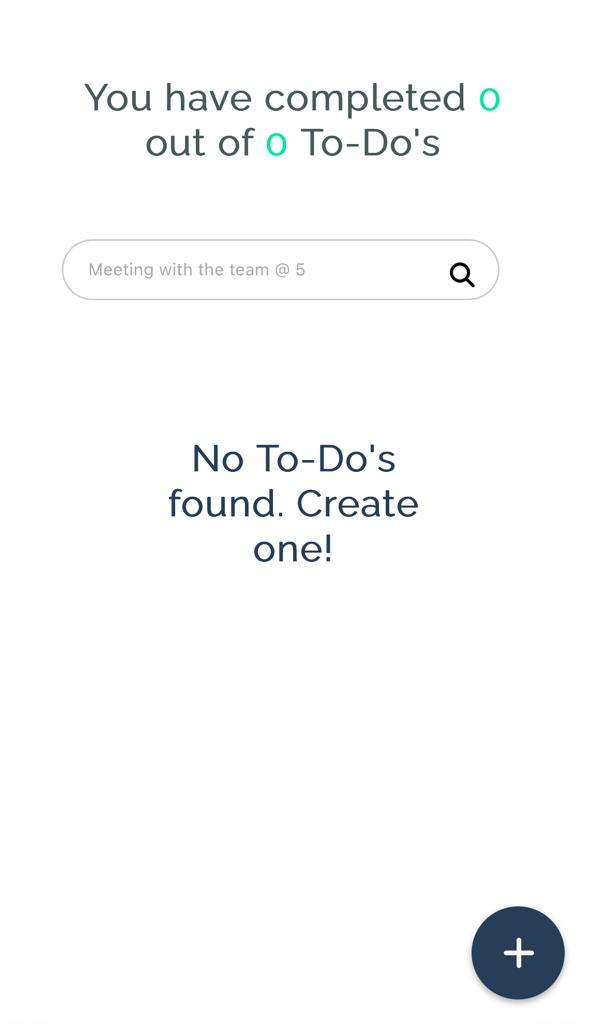 You have completed 0
out of 0 To-Do's
Meeting with the team @ 5
No To-Do's
found. Create
one!